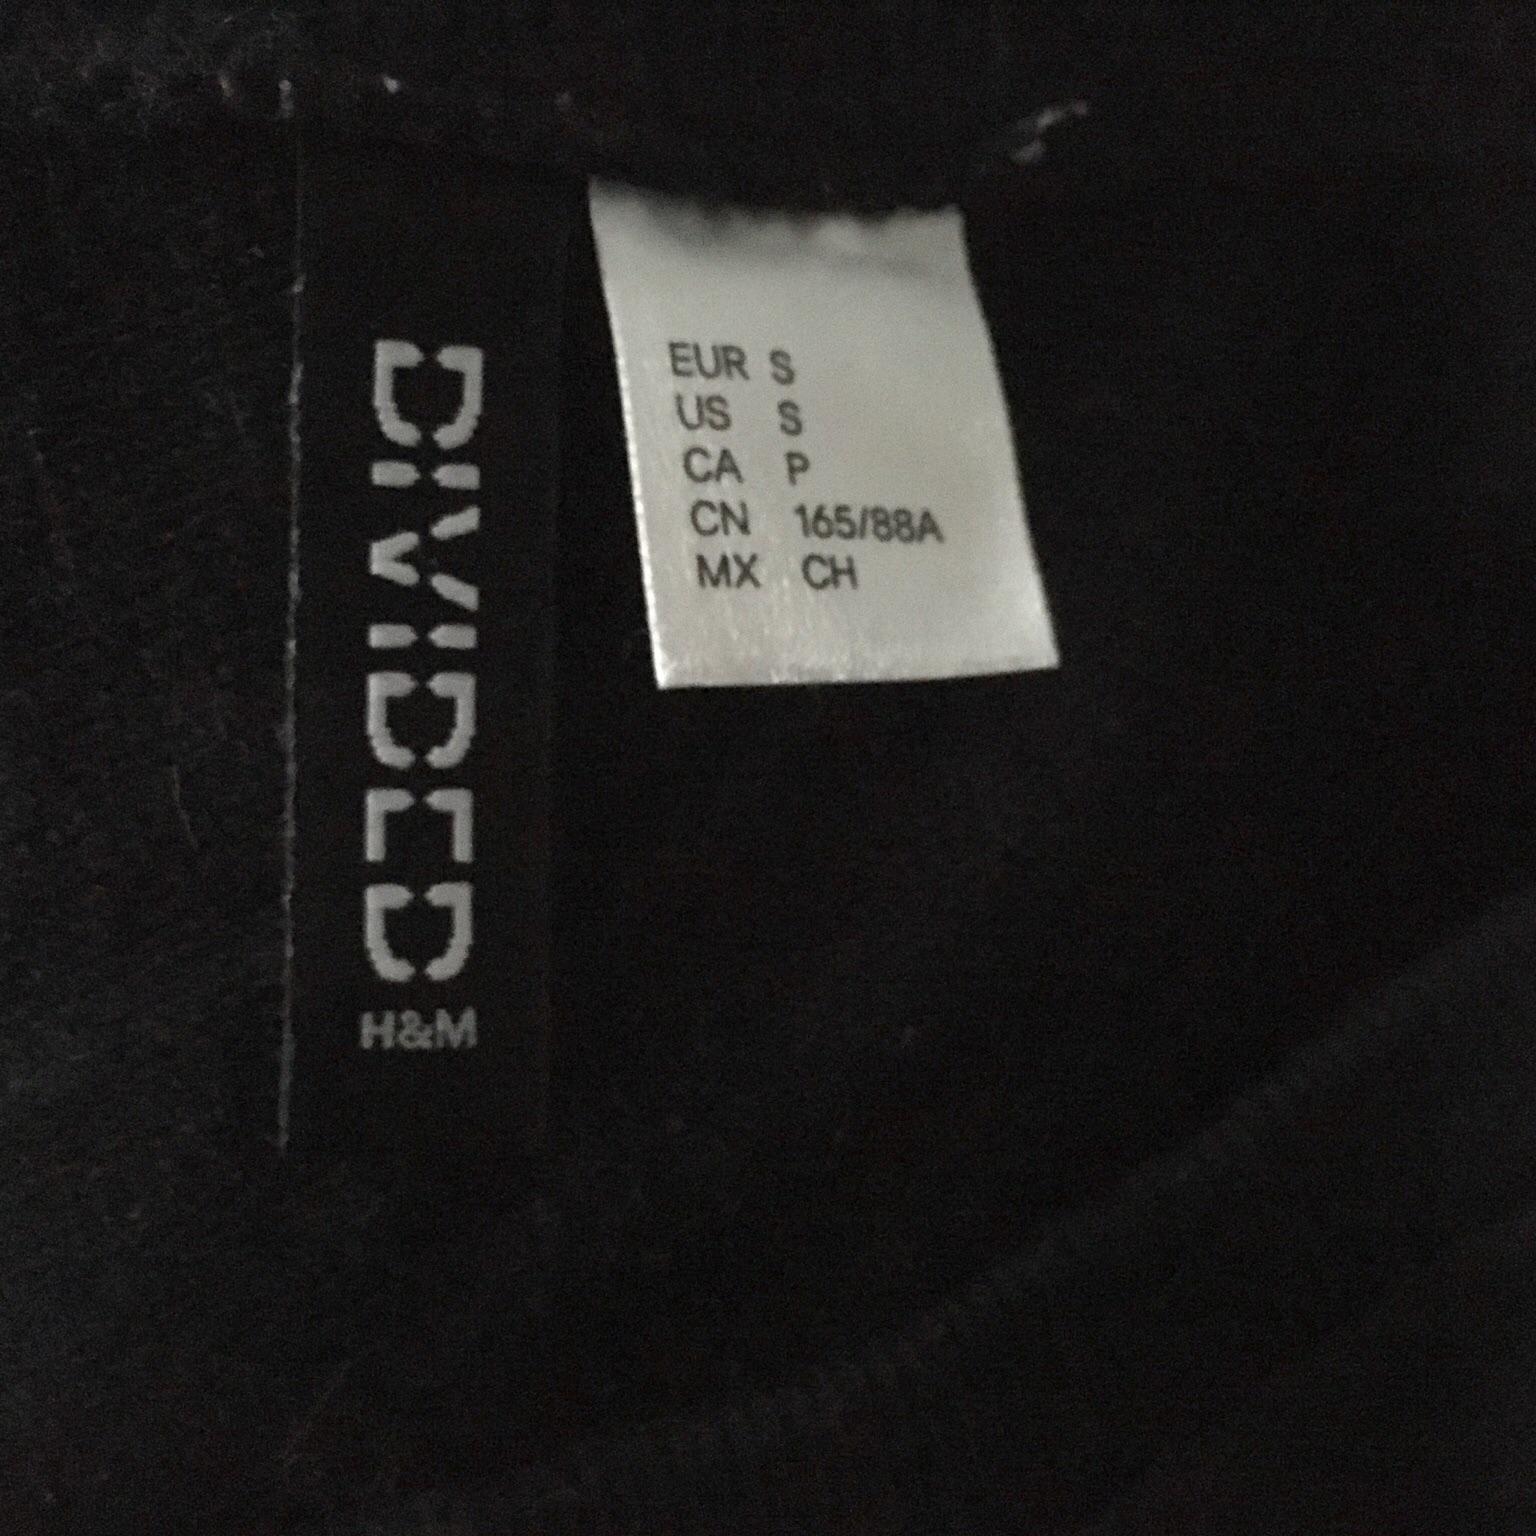 DIVIDED
H&M
EUR S
US S
CA P
CN 165/88A
MX CH